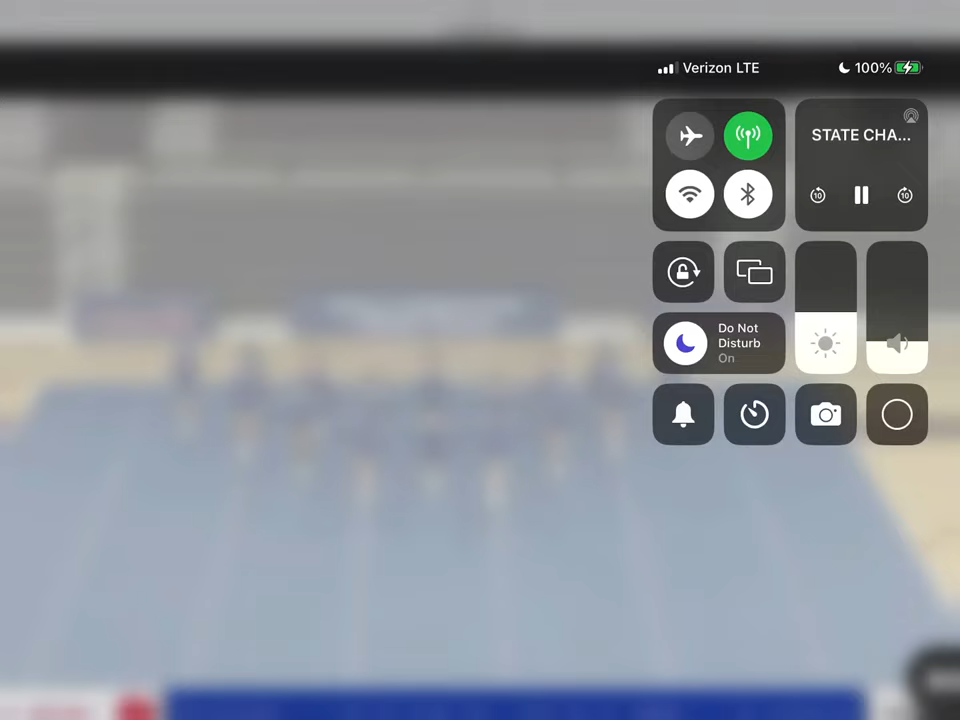 Verizon LTE
100%
STATE CHA...
10
10
Do Not
Disturb
On